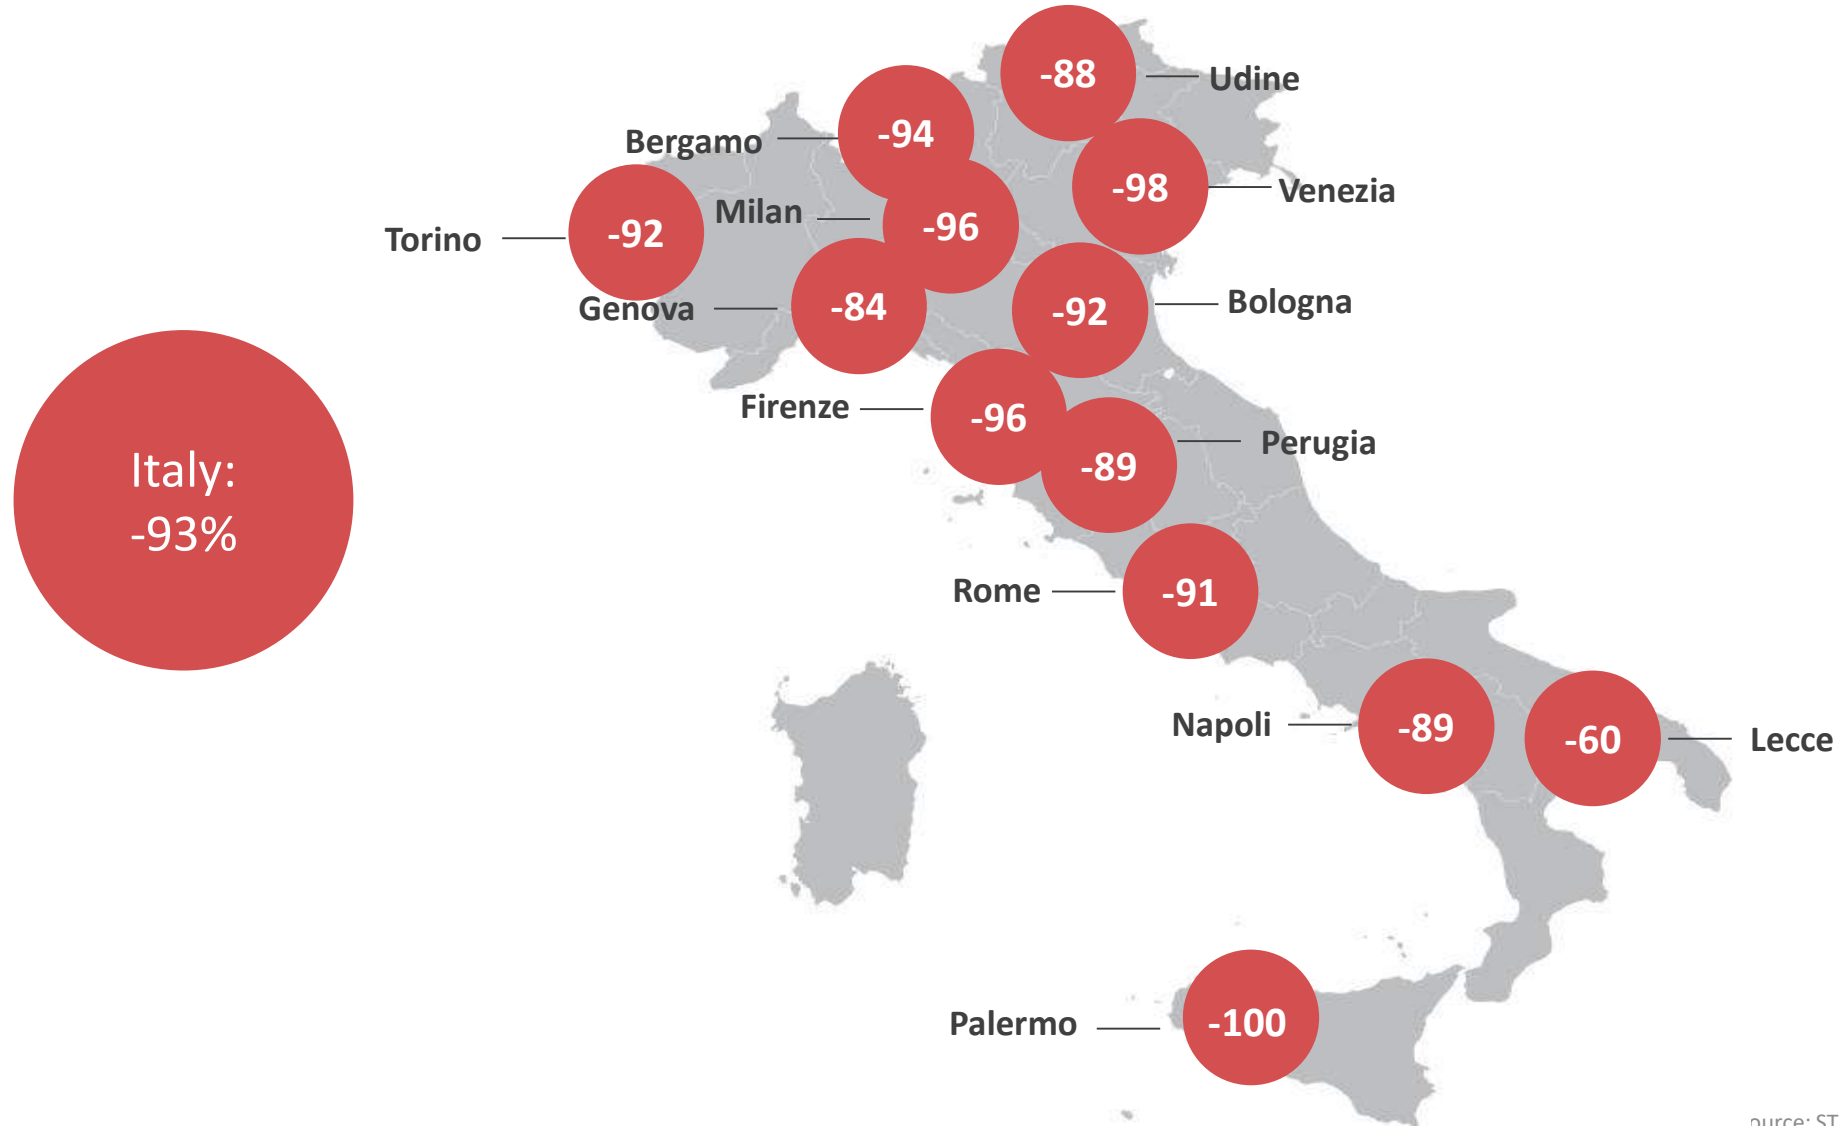 -88
Udine
Bergamo
-94
-98
Venezia
Milan
-96
Torino
-92
Genova
-84
-92
Bologna
Firenze
-96
-89
Perugia
Italy:
-93%
Rome
-91
Napoli
-89
-60
Lecce
Palermo
-100